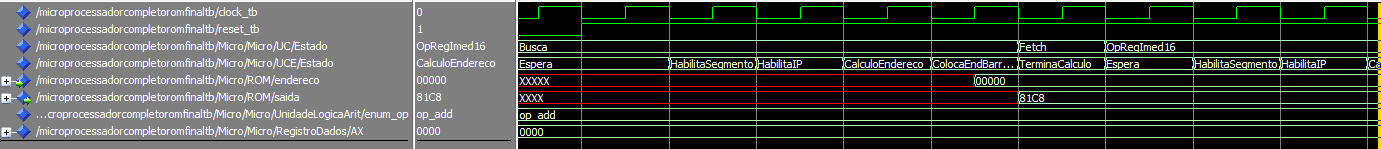 /microprocessadorcompletoromfinaltb/clock_tb 0
/microprocessadorcompletoromfinaltb/reset_tb 1
/microprocessadorcompletoromfinaltb/Micro/Micro/UC/Estado OpRegImed16 Busca Fetch OpRegImed16
/microprocessadorcompletoromfinaltb/Micro/Micro/UCE/Estado CalculoEndereco Espera HabilitaSegmento HabilitaIP CalculoEndereco ColocaEndBarr... TerminaCalculo Espera HabilitaSegmento HabilitaIP Ca
/microprocessadorcompletoromfinaltb/Micro/ROM/endereco 00000 XXXXX 00000
/microprocessadorcompletoromfinaltb/Micro/ROM/saida 81C8 XXXX 81C8
...croprocessadorcompletoromfinaltb/Micro/Micro/UnidadeLogicaArit/enum_op op_add op_add
/microprocessadorcompletoromfinaltb/Micro/Micro/RegistroDados/AX 0000 0000